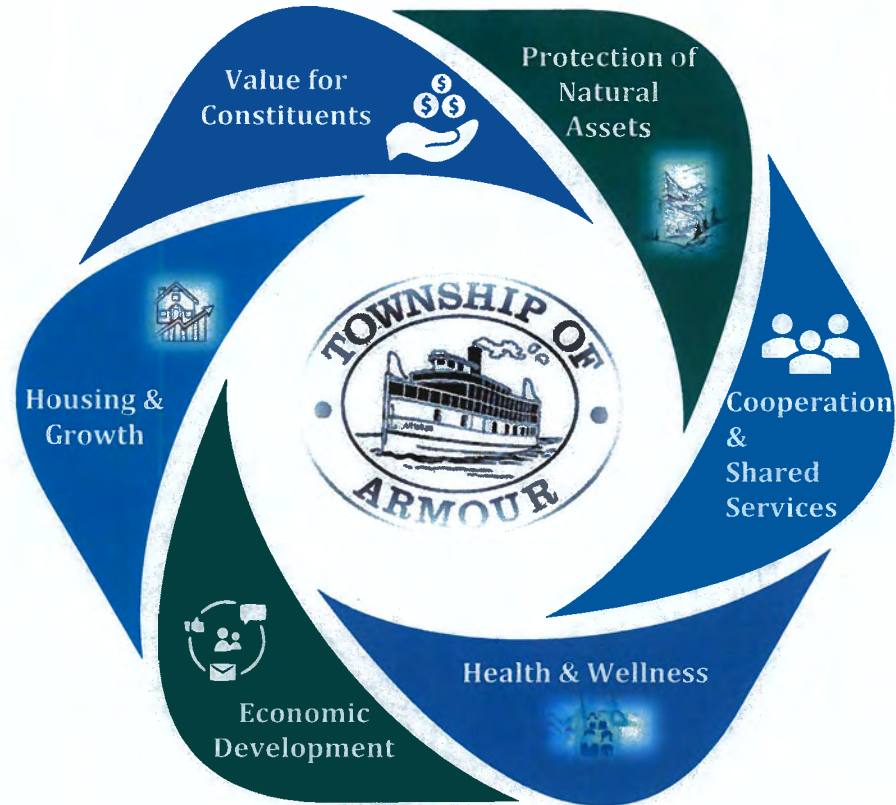 Value for
Constituents
Protection of
Natural
Assets
Cooperation
&
Shared
Services
Health & Wellness
Economic
Development
Housing &
Growth
TOWNSHIP OF
ARMOUR